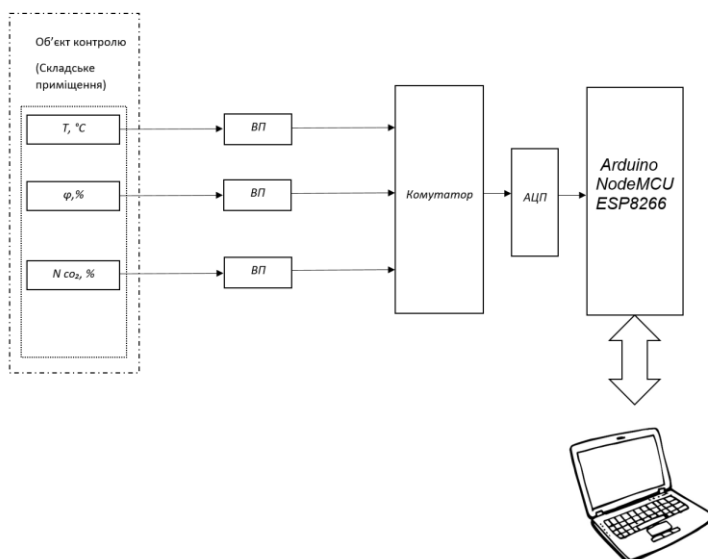 Об’єкт контролю
(Складське
приміщення)
T, °C
ВП
φ,%
ВП
N co₂, %
ВП
Комутатор
АЦП
Arduino
NodeMCU
ESP8266